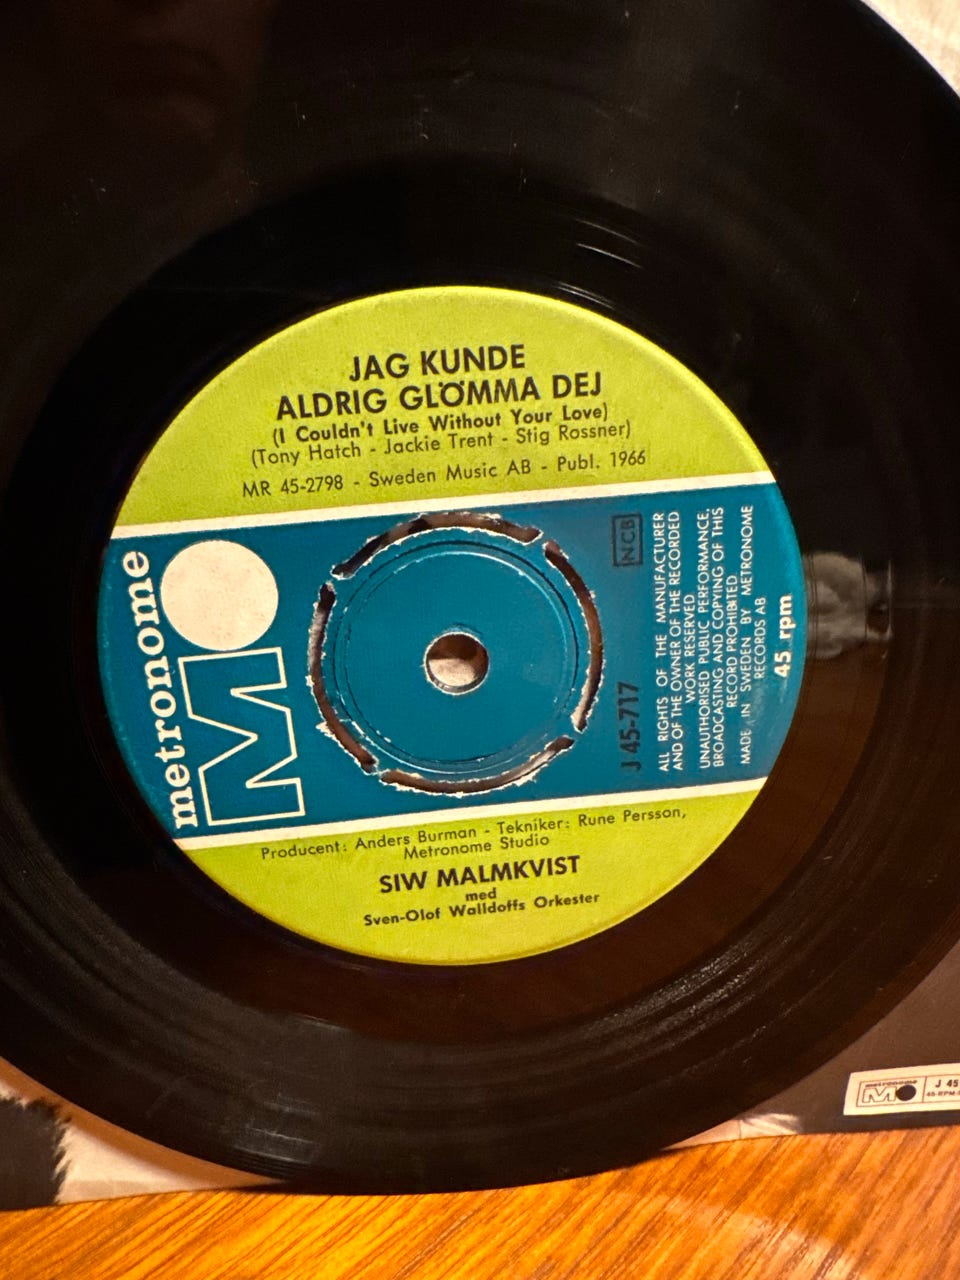 JAG KUNDE
ALDRIG GLÖMMA DEJ
(I Couldn't Live Without Your Love)
(Tony Hatch - Jackie Trent - Stig Rossner)
MR 45-2798 - Sweden Music AB - Publ. 1966
metronome
M
NCB
J 45-717
ALL RIGHTS OF THE MANUFACTURER
AND OF THE OWNER OF THE RECORDED
WORK RESERVED
UNAUTHORISED PUBLIC PERFORMANCE,
BROADCASTING AND COPYING OF THIS
RECORD PROHIBITED.
MADE IN SWEDEN BY METRONOME
RECORDS AB
45 rpm
Producent: Anders Burman - Tekniker: Rune Persson,
Metronome Studio
SIW MALMKVIST
med
Sven-Olof Walldoffs Orkester
metronome
M
J 45
45-RPM